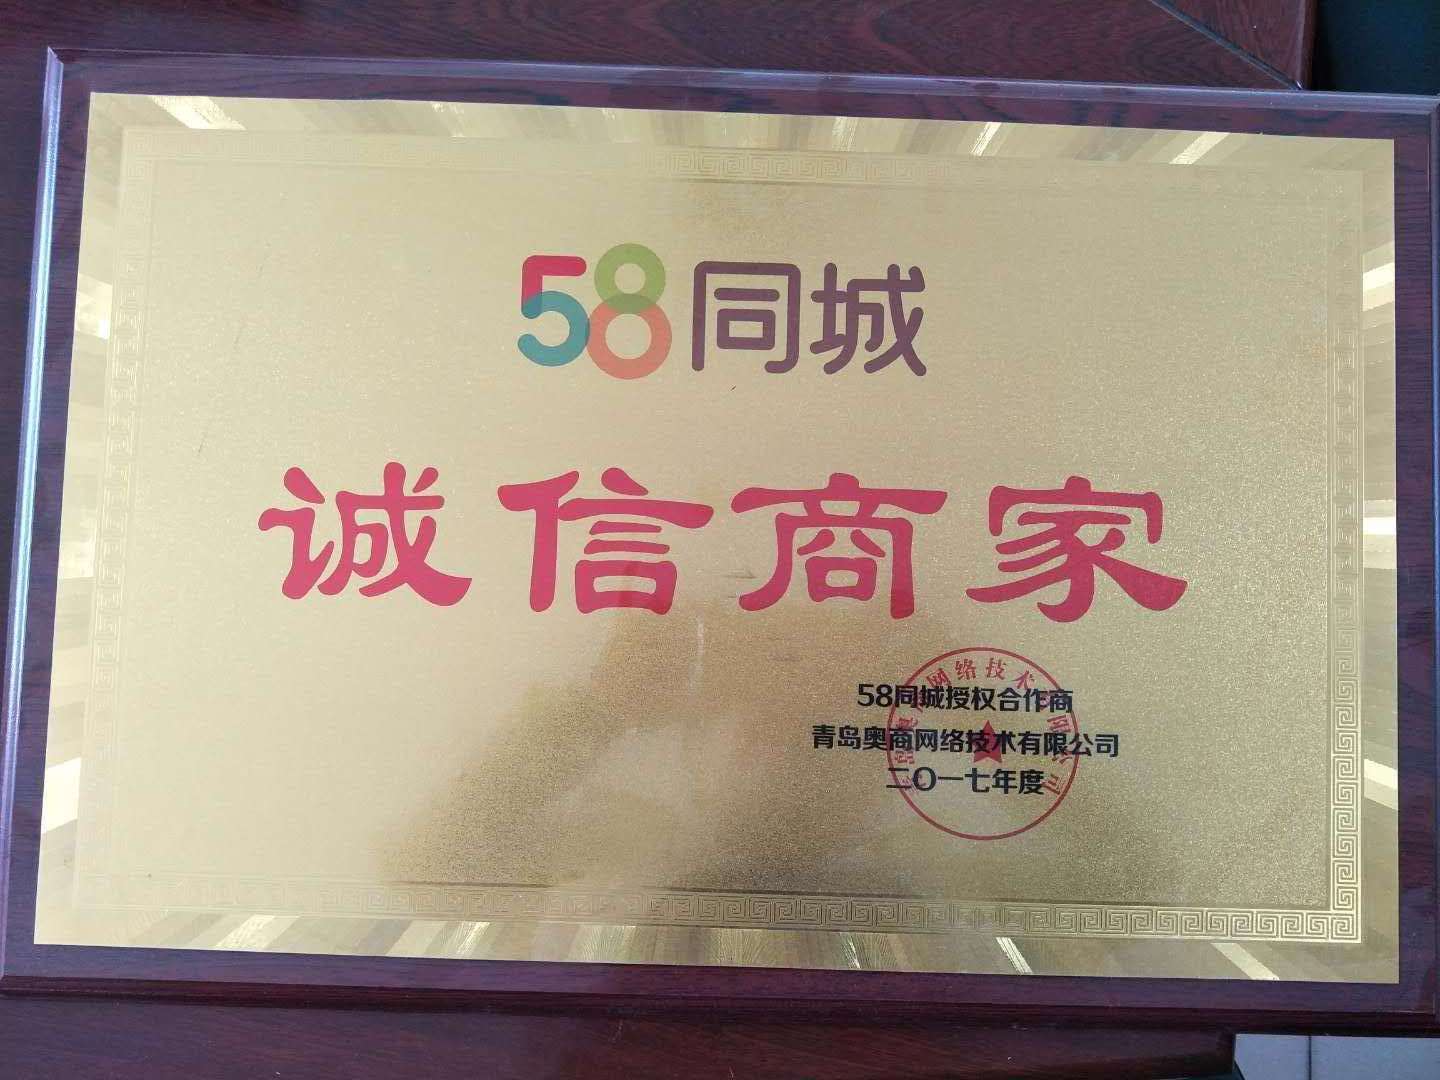 58同城
诚信商家
58同城授权合作商
青岛奥商网络技术有限公司
二〇一七年度